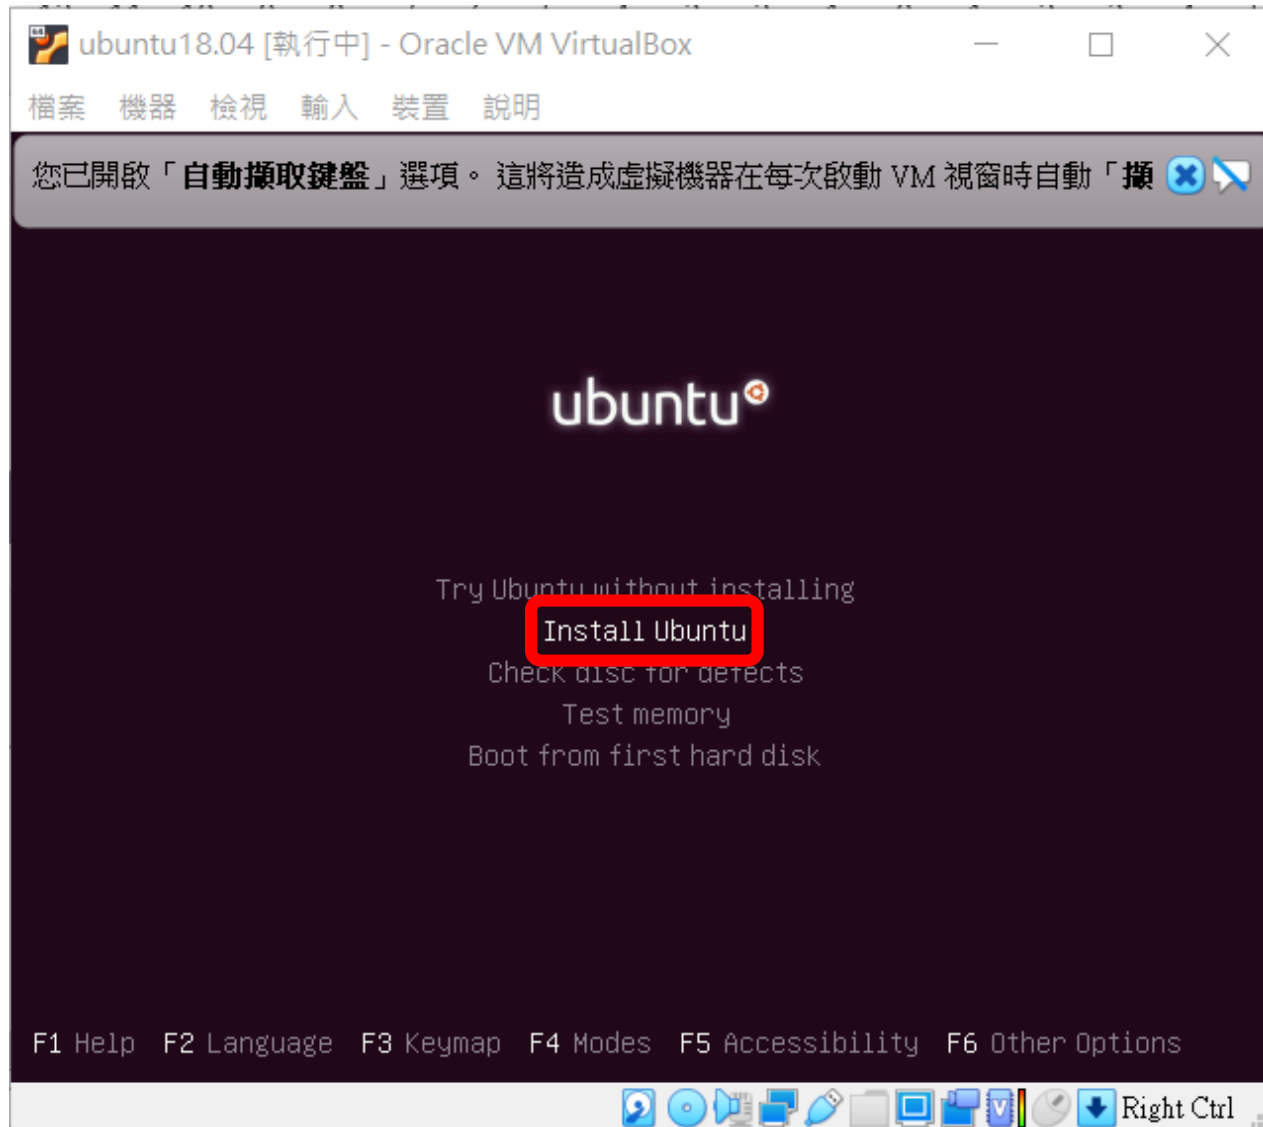 ubuntu18.04 [執行中] - Oracle VM VirtualBox
檔案 機器 檢視 輸入 裝置 說明
您已開啟「自動擷取鍵盤」選項。 這將造成虛擬機器在每次啟動 VM 視窗時自動「擷
ubuntu
Try Ubuntu without installing
Install Ubuntu
Check disc for defects
Test memory
Boot from first hard disk
F1 Help F2 Language F3 Keymap F4 Modes F5 Accessibility F6 Other Options
Right Ctrl